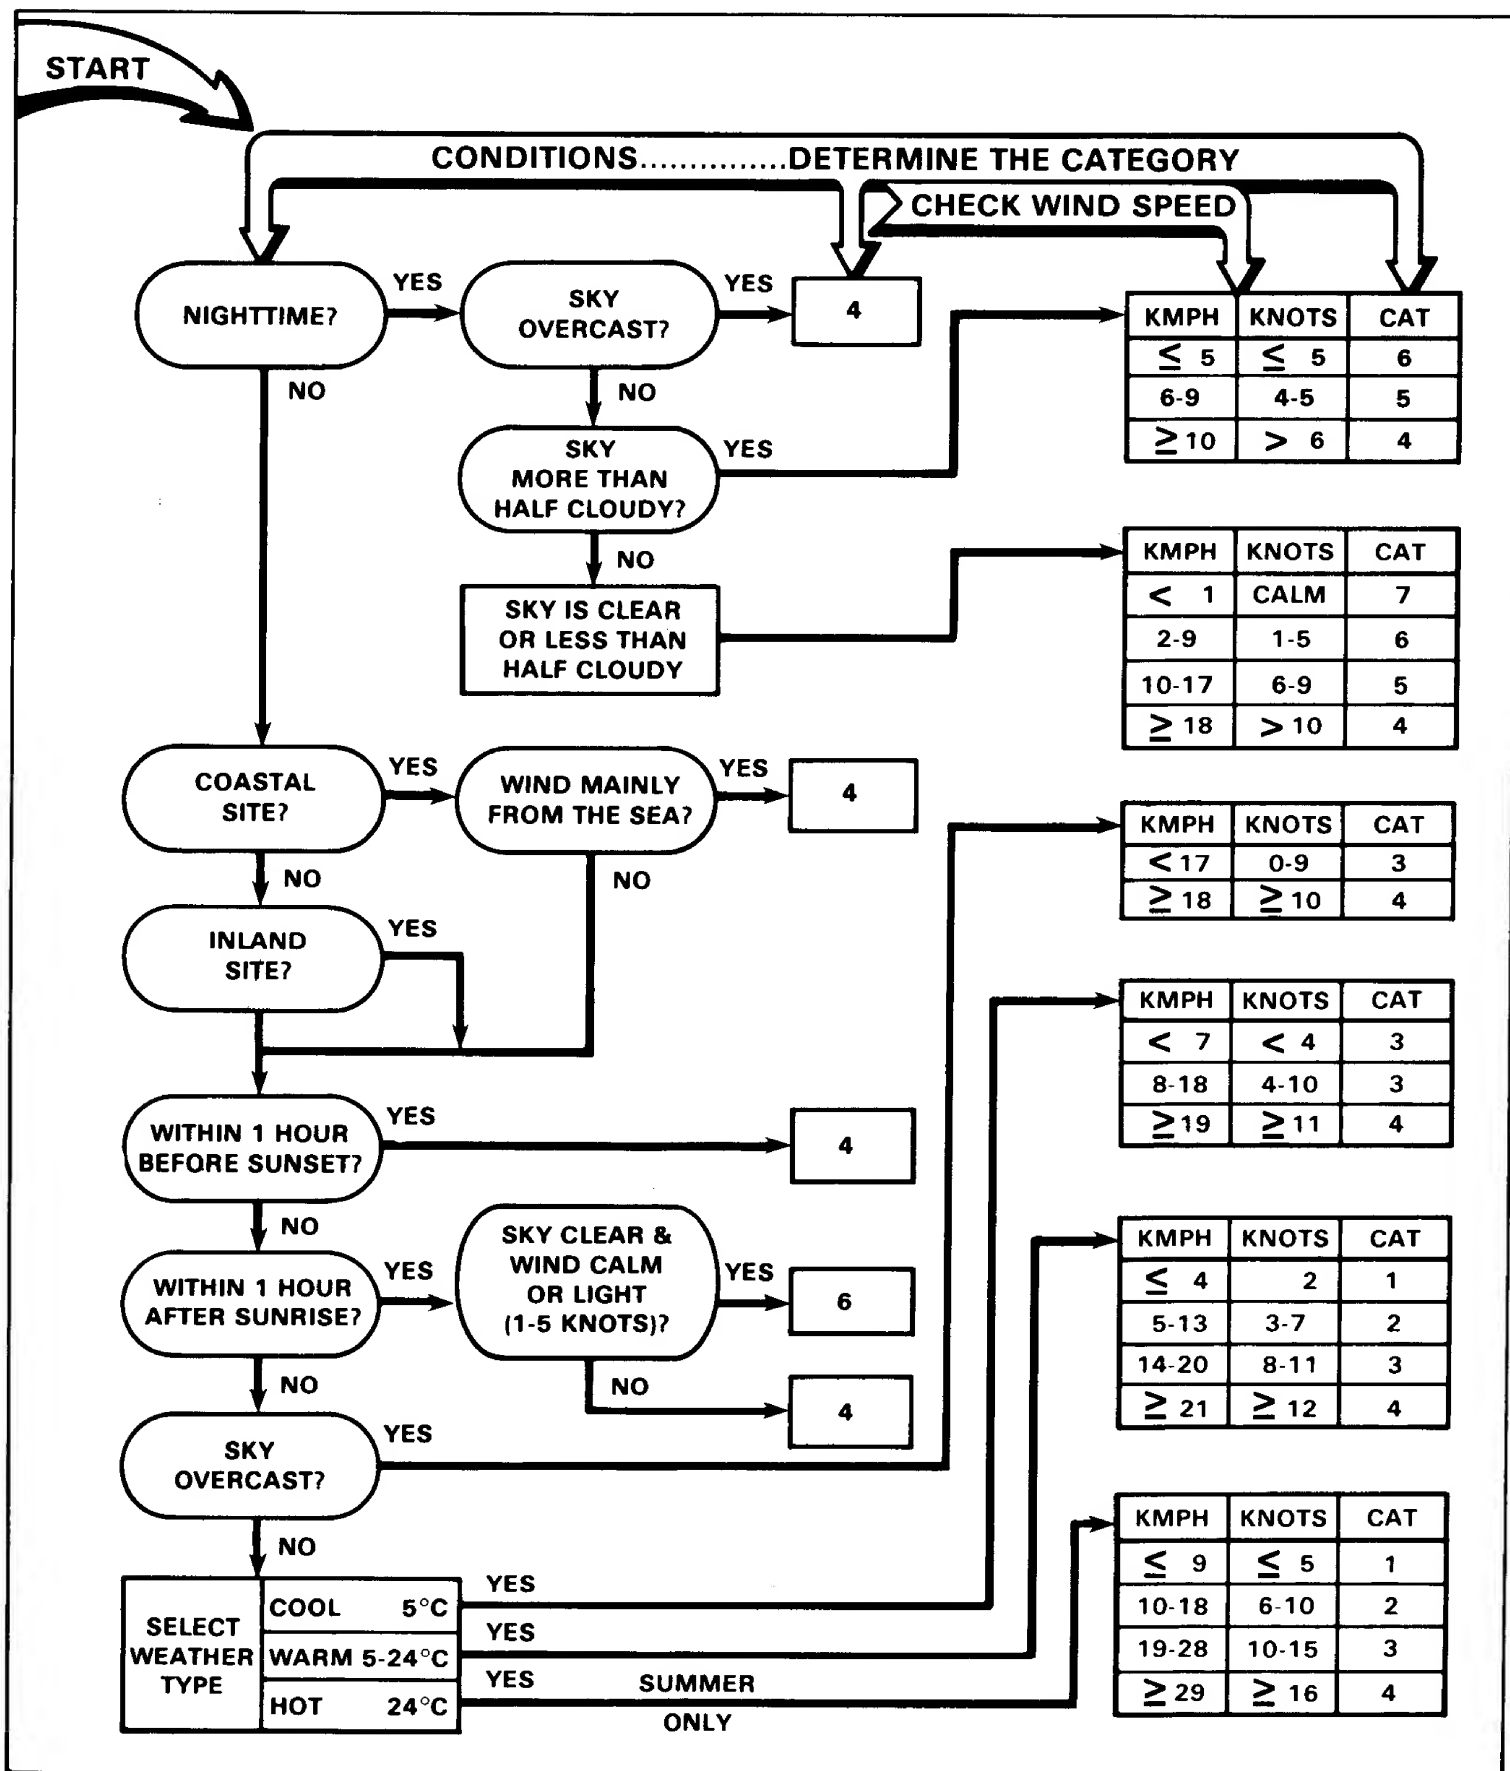 START
CONDITIONS...............DETERMINE THE CATEGORY
CHECK WIND SPEED
NIGHTTIME?
YES
SKY
OVERCAST?
YES
4
NO
NO
SKY
MORE THAN
HALF CLOUDY?
YES
NO
SKY IS CLEAR
OR LESS THAN
HALF CLOUDY
KMPH KNOTS CAT
≤ 5 ≤ 5 6
6-9 4-5 5
≥ 10 > 6 4
KMPH KNOTS CAT
< 1 CALM 7
2-9 1-5 6
10-17 6-9 5
≥ 18 > 10 4
COASTAL
SITE?
YES
WIND MAINLY
FROM THE SEA?
YES
4
NO
NO
INLAND
SITE?
YES
KMPH KNOTS CAT
< 17 0-9 3
≥ 18 ≥ 10 4
KMPH KNOTS CAT
< 7 < 4 3
8-18 4-10 3
≥ 19 ≥ 11 4
WITHIN 1 HOUR
BEFORE SUNSET?
YES
4
NO
WITHIN 1 HOUR
AFTER SUNRISE?
YES
SKY CLEAR &
WIND CALM
OR LIGHT
(1-5 KNOTS)?
YES
6
NO
4
NO
SKY
OVERCAST?
YES
NO
KMPH KNOTS CAT
≤ 4 2 1
5-13 3-7 2
14-20 8-11 3
≥ 21 ≥ 12 4
SELECT
WEATHER
TYPE
COOL 5°C
YES
WARM 5-24°C
YES
HOT 24°C
YES
SUMMER
ONLY
KMPH KNOTS CAT
≤ 9 ≤ 5 1
10-18 6-10 2
19-28 10-15 3
≥ 29 ≥ 16 4